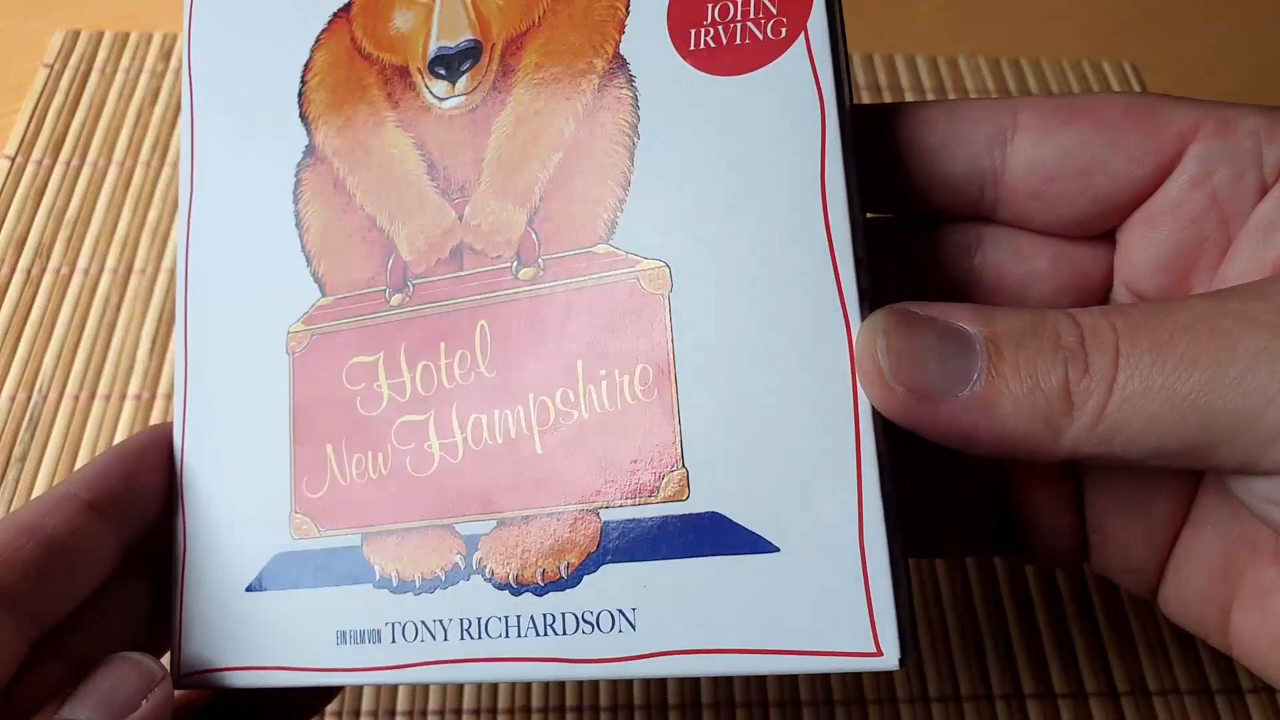 JOHN
IRVING
Hotel
New Hampshire
EIN FILM VON TONY RICHARDSON